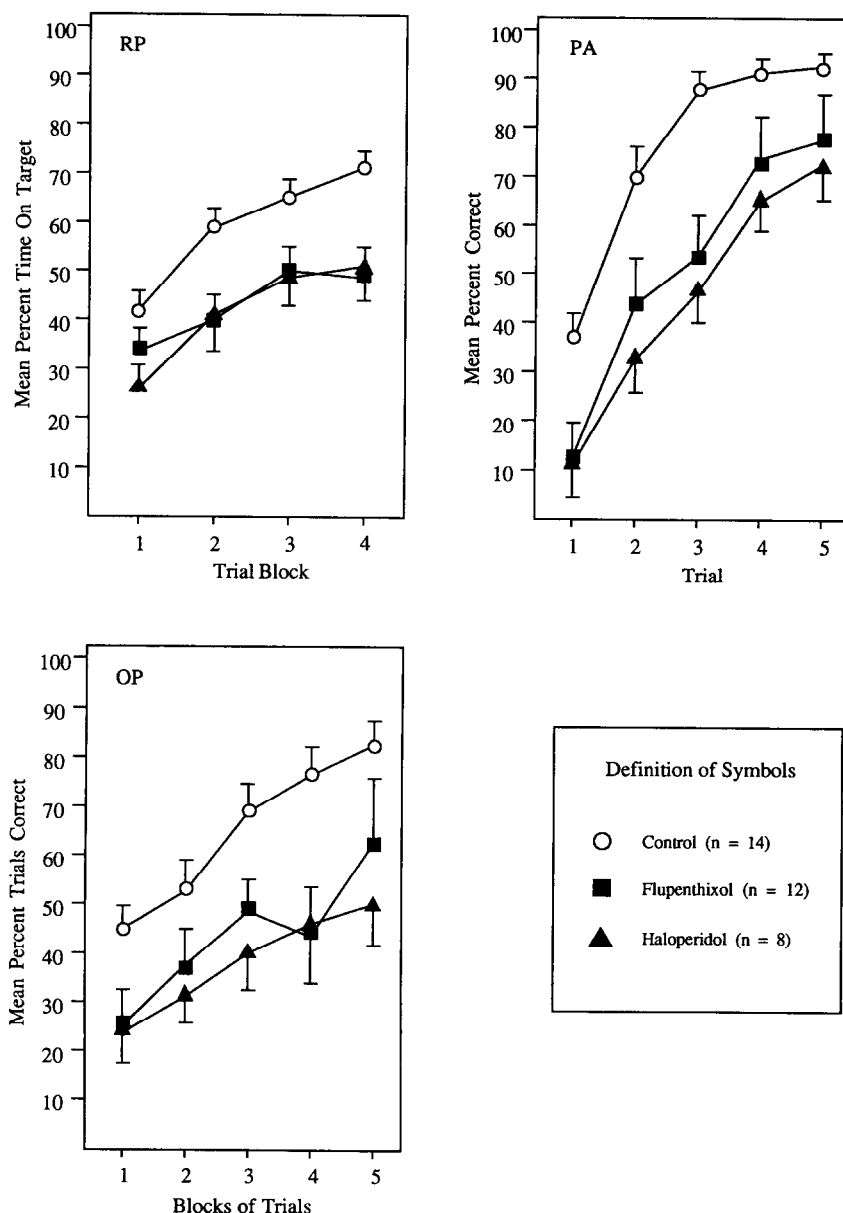 RP
Mean Percent Time On Target
100
90
80
70
60
50
40
30
20
10
1 2 3 4
Trial Block
PA
Mean Percent Correct
100
90
80
70
60
50
40
30
20
10
1 2 3 4 5
Trial
OP
Mean Percent Trials Correct
100
90
80
70
60
50
40
30
20
10
1 2 3 4 5
Blocks of Trials
Definition of Symbols
Control (n = 14)
Flupenthixol (n = 12)
Haloperidol (n = 8)